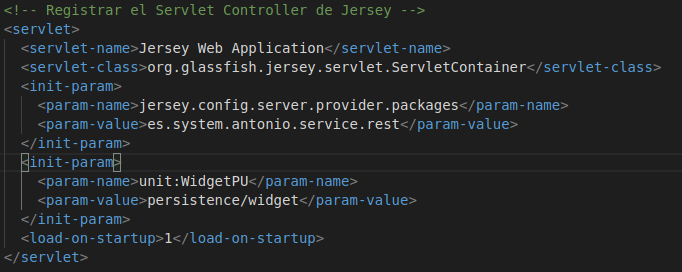 <!-- Registrar el Servlet Controller de Jersey -->
<servlet>
<servlet-name>Jersey Web Application</servlet-name>
<servlet-class>org.glassfish.jersey.servlet.ServletContainer</servlet-class>
<init-param>
<param-name>jersey.config.server.provider.packages</param-name>
<param-value>es.system.antonio.service.rest</param-value>
</init-param>
<init-param>
<param-name>unit:WidgetPU</param-name>
<param-value>persistence/widget</param-value>
</init-param>
<load-on-startup>1</load-on-startup>
</servlet>